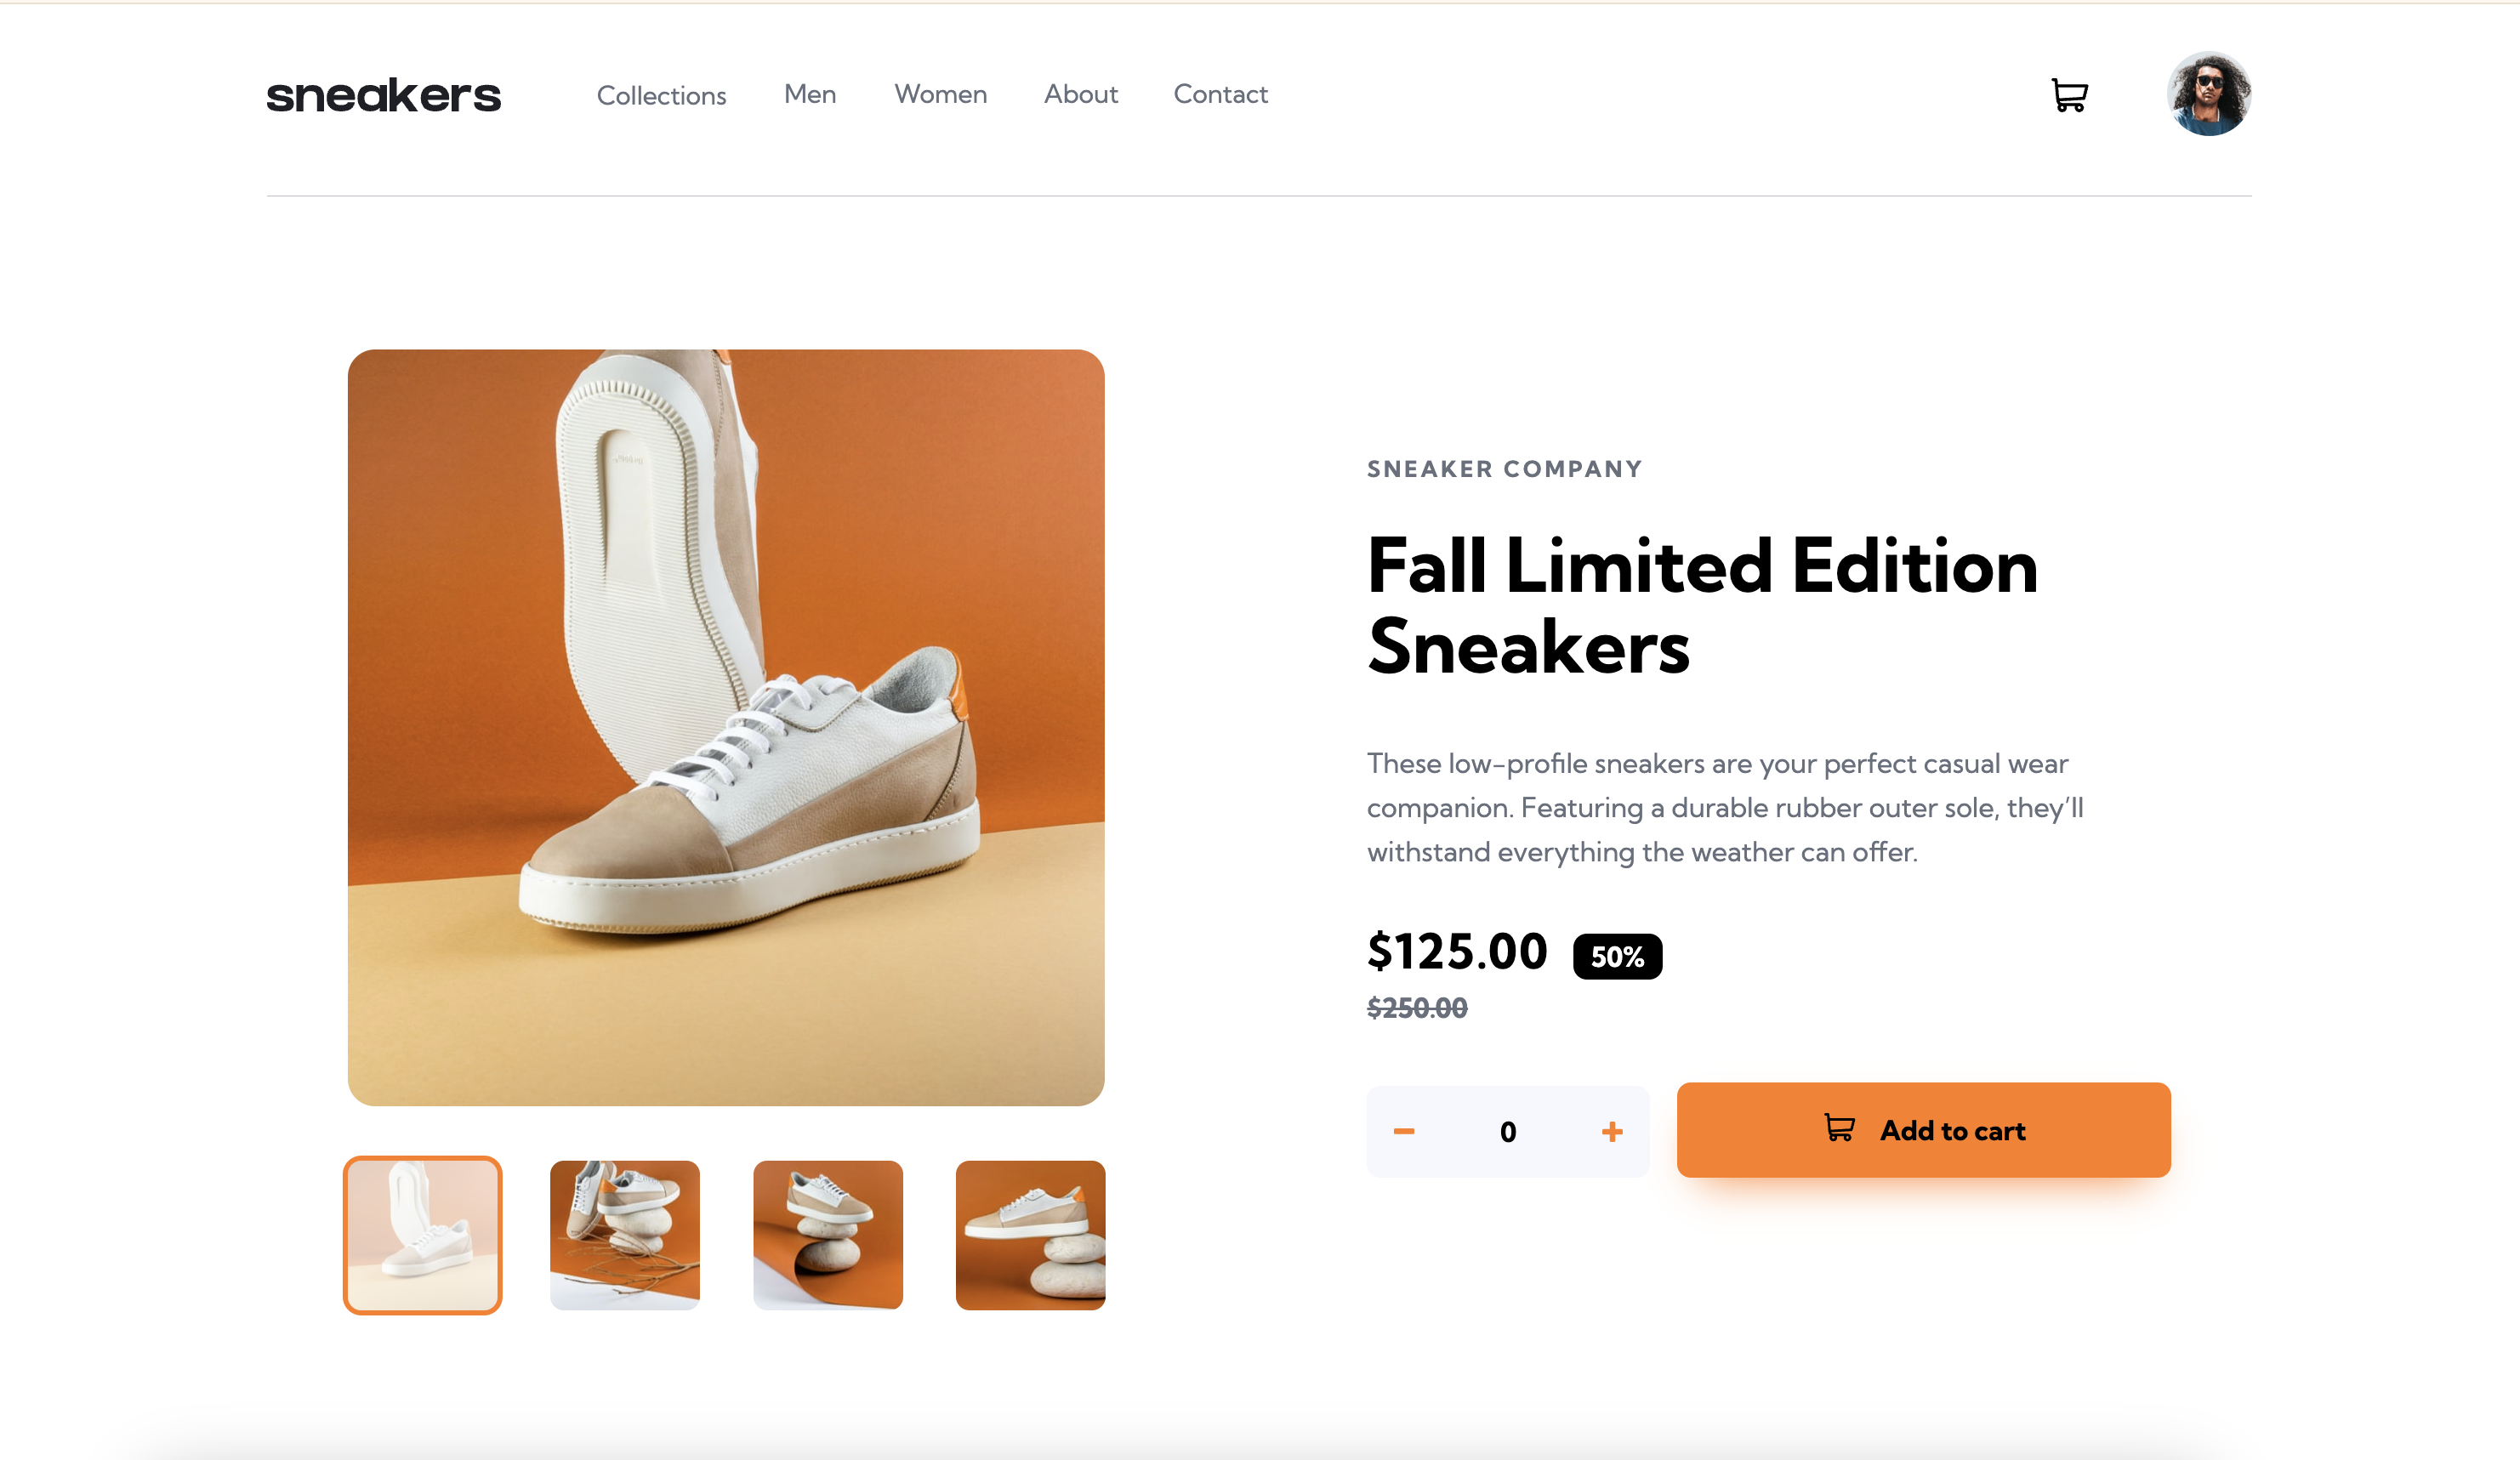 sneakers
Collections
Men
Women
About
Contact
SNEAKER COMPANY
Fall Limited Edition
Sneakers
These low-profile sneakers are your perfect casual wear
companion. Featuring a durable rubber outer sole, they’ll
withstand everything the weather can offer.
$125.00 50%
$250.00
0
Add to cart